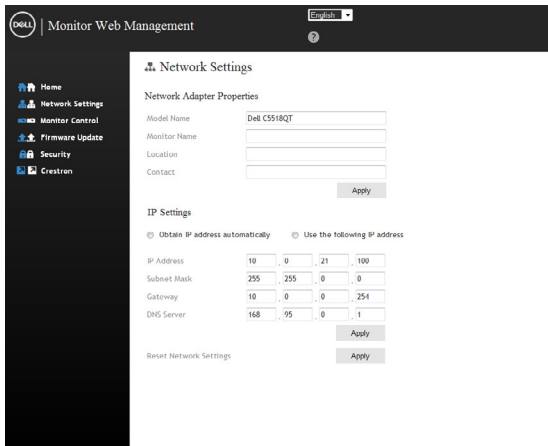 DELL
Monitor Web Management
English
?
Home
Network Settings
Monitor Control
Firmware Update
Security
Crestron
Network Settings
Network Adapter Properties
Model Name Dell C5518QT
Monitor Name
Location
Contact
Apply
IP Settings
Obtain IP address automatically Use the following IP address
IP Address 10 . 0 . 21 . 100
Subnet Mask 255 . 255 . 0 . 0
Gateway 10 . 0 . 0 . 254
DNS Server 168 . 95 . 0 . 1
Apply
Reset Network Settings Apply